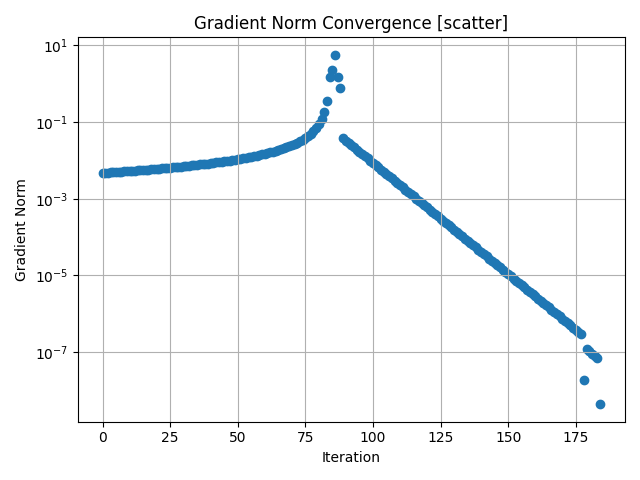 Gradient Norm Convergence [scatter]
Gradient Norm
10¹
10⁻¹
10⁻³
10⁻⁵
10⁻⁷
0 25 50 75 100 125 150 175
Iteration